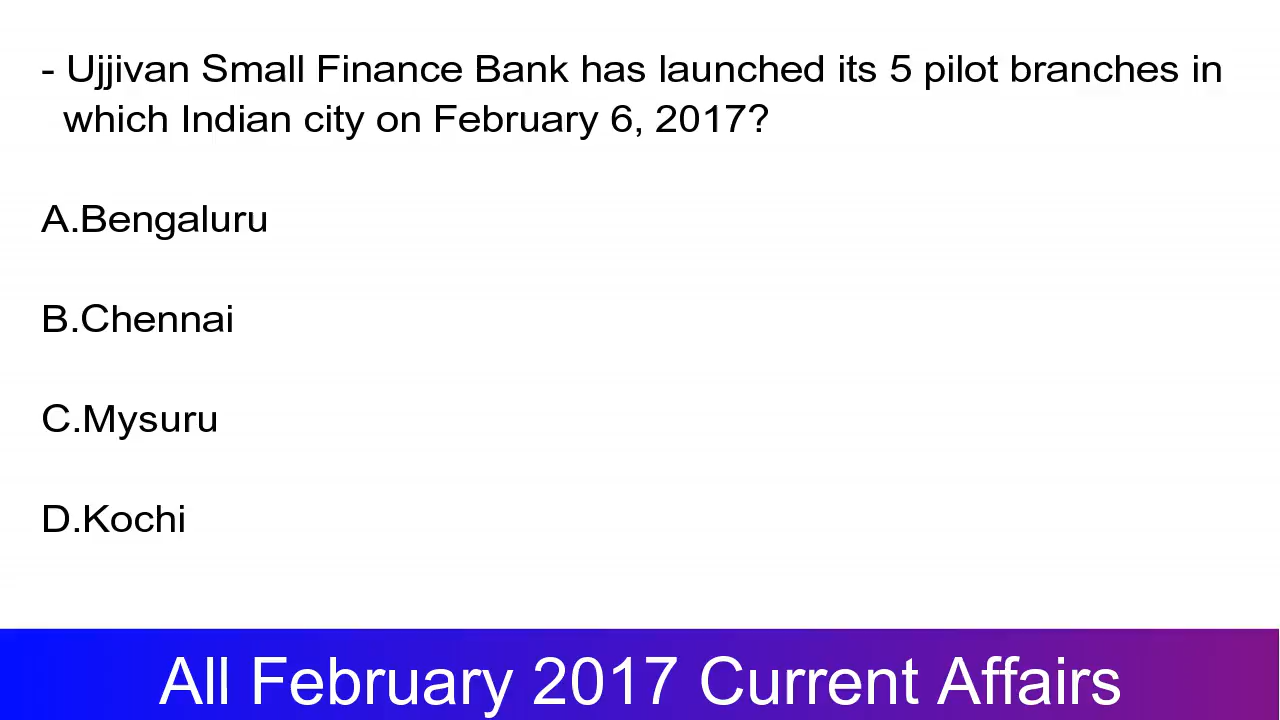 - Ujjivan Small Finance Bank has launched its 5 pilot branches in
which Indian city on February 6, 2017?
A.Bengaluru
B.Chennai
C.Mysuru
D.Kochi
All February 2017 Current Affairs